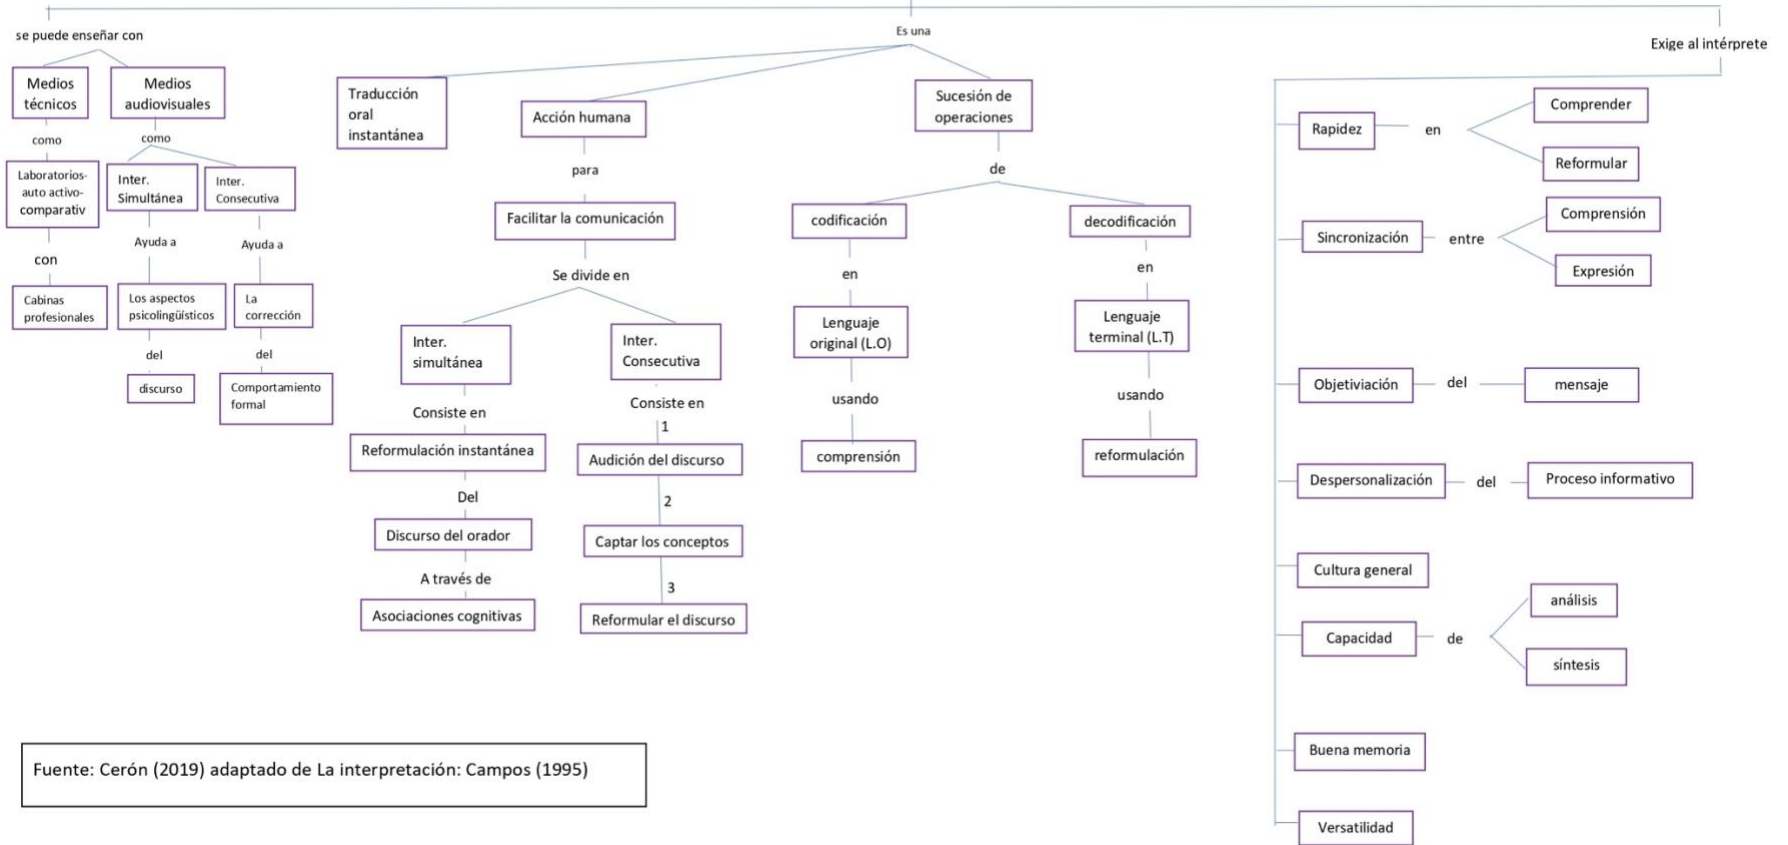 se puede enseñar con
Medios
técnicos
Medios
audiovisuales
como
como
Laboratorios-
auto activo-
comparativ
Inter.
Simultánea
Inter.
Consecutiva
con
Ayuda a
Ayuda a
Cabinas
profesionales
Los aspectos
psicolingüísticos
La
corrección
del
del
discurso
Comportamiento
formal
Es una
Traducción
oral
instantánea
Acción humana
para
Facilitar la comunicación
Se divide en
Inter.
simultánea
Consiste en
Reformulación instantánea
Del
Discurso del orador
A través de
Asociaciones cognitivas
Inter.
Consecutiva
Consiste en
1
Audición del discurso
2
Captar los conceptos
3
Reformular el discurso
Sucesión de
operaciones
de
codificación
en
Lenguaje
original (L.O)
usando
comprensión
decodificación
en
Lenguaje
terminal (L.T)
usando
reformulación
Exige al intérprete
Rapidez
en
Comprender
Reformular
Sincronización
entre
Comprensión
Expresión
Objetiviación
del
mensaje
Despersonalización
del
Proceso informativo
Cultura general
Capacidad
de
análisis
síntesis
Buena memoria
Versatilidad
Fuente: Cerón (2019) adaptado de La interpretación: Campos (1995)